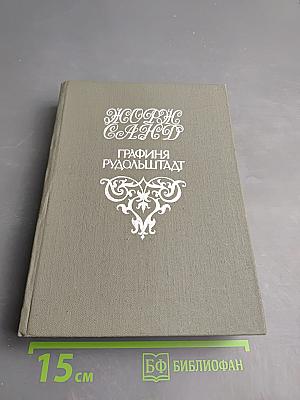 ЖОРЖ
САНД
ГРАФИНЯ
РУДОЛЬШТАДТ
15 см
БФ БИБЛИОФАН